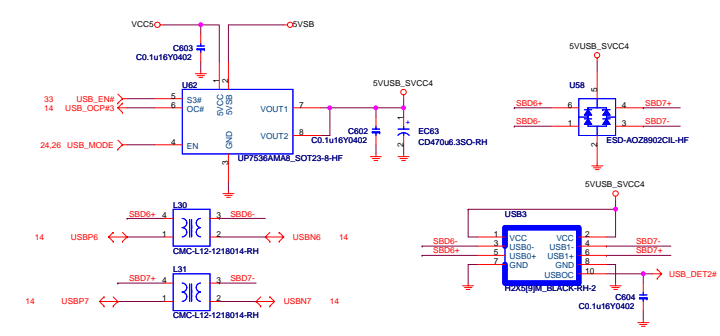 VCC5 5VSB
C603
C0.1u16Y0402
U62
1 2
5VCC 5VSB
33 USB_EN# 5 S3#
14 USB_OCP#3 6 OC#
24,26 USB_MODE 4 EN
VOUT1 7
VOUT2 8
GND
3
UP7536AMA8_SOT23-8-HF
5VUSB_SVCC4
C602
C0.1u16Y0402
1 +
2
EC63
CD470u6.3SO-RH
5VUSB_SVCC4
U58
5
SBD6+ 6 4 SBD7+
SBD6- 1 3 SBD7-
2
ESD-AOZ8902CIL-HF
L30
SBD6+ 4 3 SBD6-
14 USBP6 1 2 USBN6 14
CMC-L12-1218014-RH
L31
SBD7+ 4 3 SBD7-
14 USBP7 1 2 USBN7 14
CMC-L12-1218014-RH
5VUSB_SVCC4
USB3
1 VCC VCC 2
SBD6- 3 USB0- USB1- 4 SBD7-
SBD6+ 5 USB0+ USB1+ 6 SBD7+
7 GND GND 8
USBOC 10 USB_DET2#
H2X5[9]M_BLACK-RH-2
C604
C0.1u16Y0402